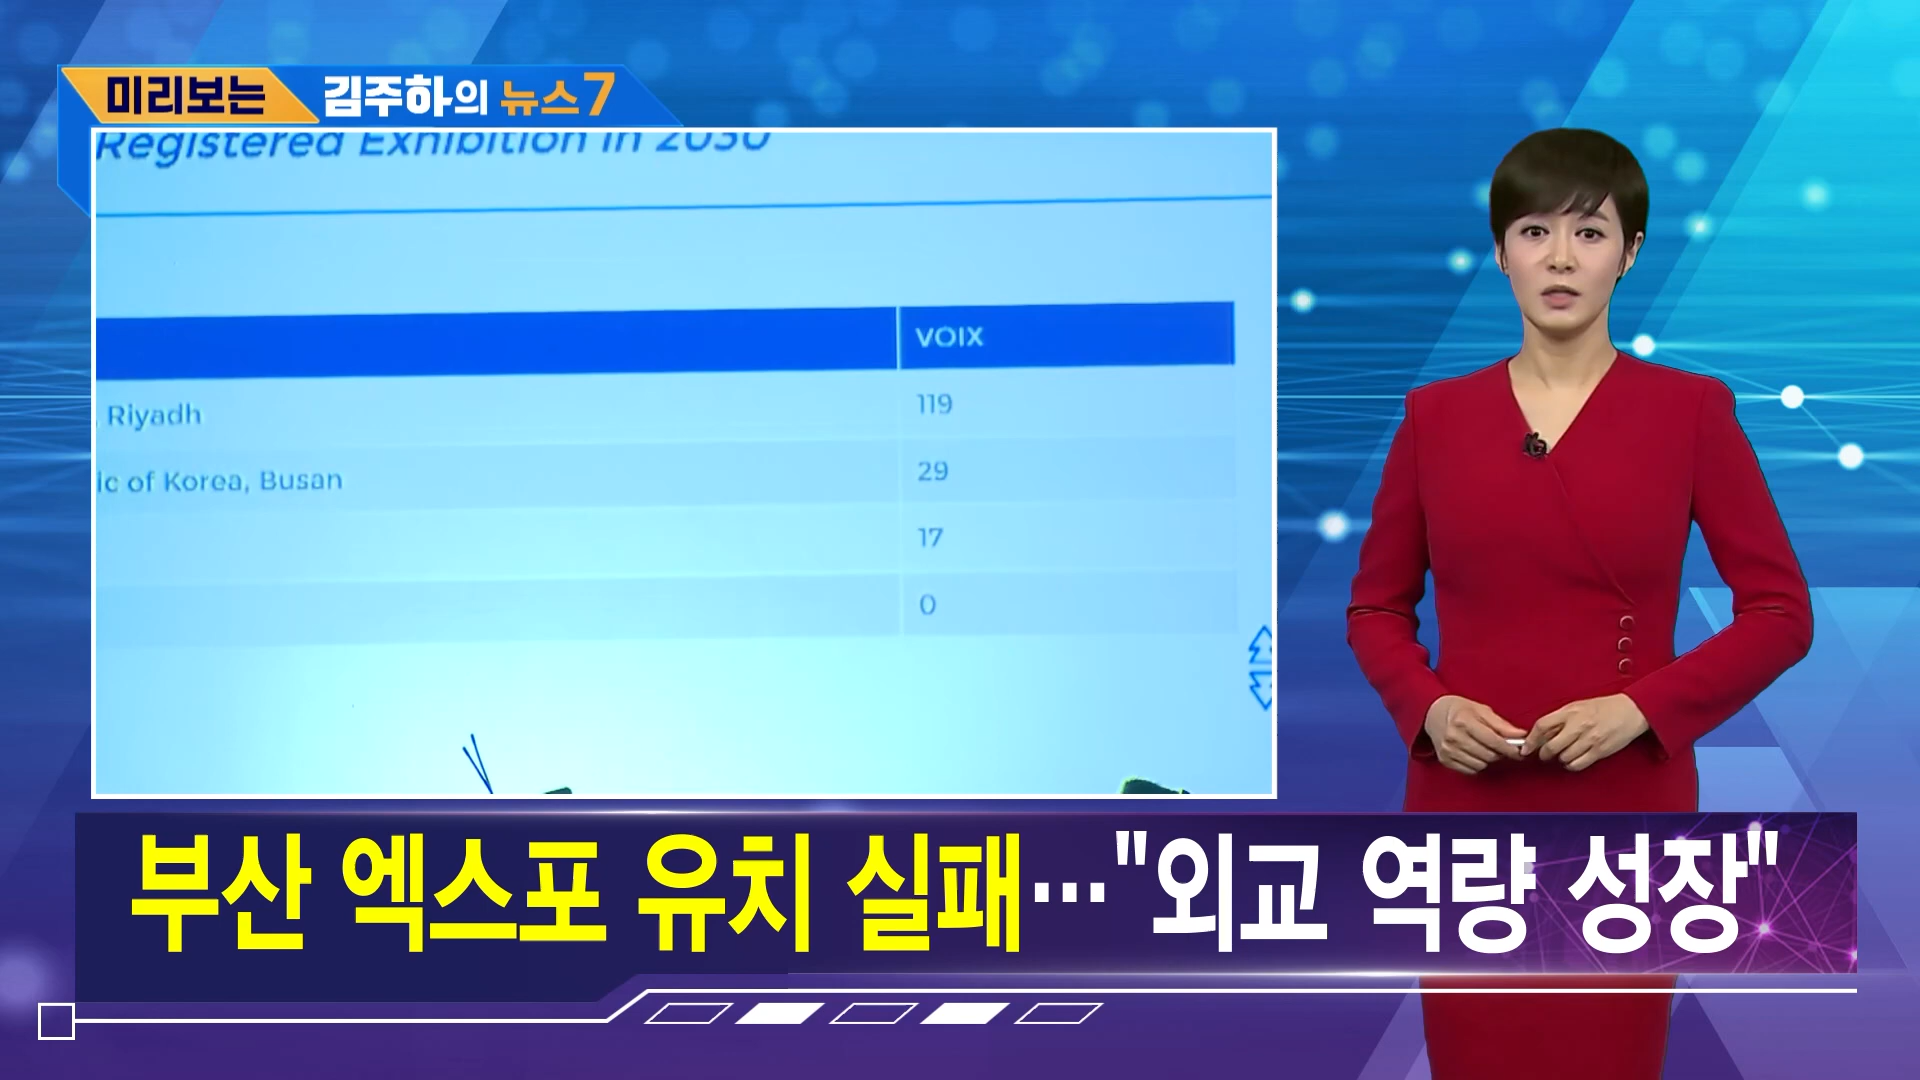 미리보는 김주하의 뉴스7
Registered Exhibition in 2030
VOIX
, Riyadh 119
ic of Korea, Busan 29
17
0
부산 엑스포 유치 실패…"외교 역량 성장"